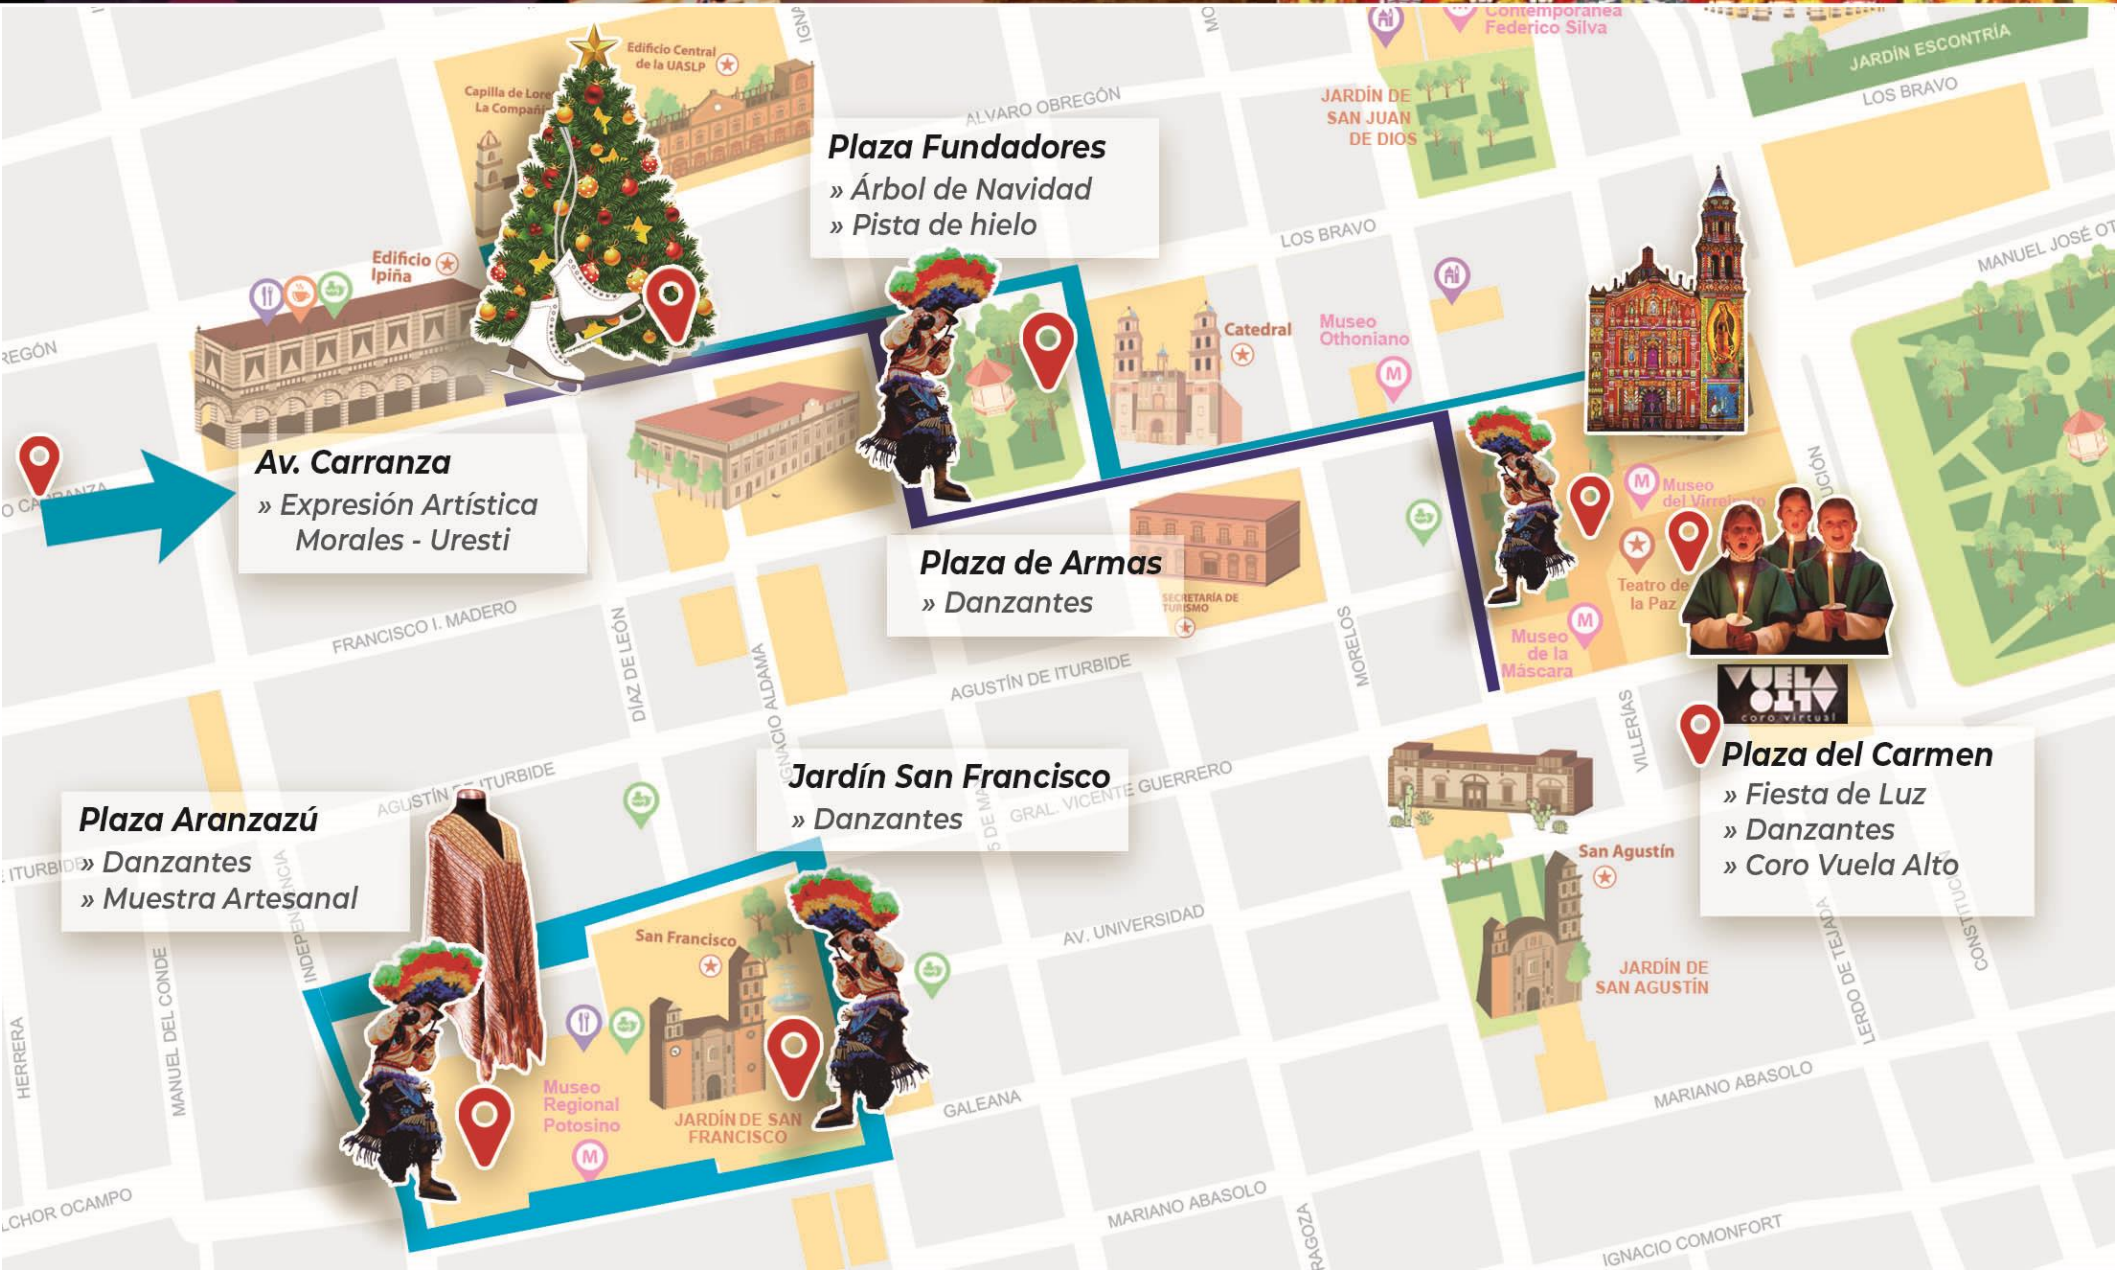 Contemporánea
Federico Silva
JARDÍN ESCONTRÍA
LOS BRAVO
Edificio Central
de la UASLP
Capilla de
La
ALVARO OBREGÓN
JARDÍN DE
SAN JUAN
DE DIOS
Plaza Fundadores
» Árbol de Navidad
» Pista de hielo
LOS BRAVO
MANUEL JOSÉ
Edificio
Ipiña
Catedral
Museo
Othoniano
M
Av. Carranza
» Expresión Artística
Morales - Uresti
Plaza de Armas
» Danzantes
SECRETARÍA DE
TURISMO
M
Museo
del
Teatro de
la Paz
M
Museo
de la
Máscara
FRANCISCO I. MADERO
DÍAZ DE LEÓN
IGNACIO ALDAMA
AGUSTÍN DE ITURBIDE
MORELOS
VILLERÍAS
VUELA
ALTO
coro virtual
Plaza del Carmen
» Fiesta de Luz
» Danzantes
» Coro Vuela Alto
Jardín San Francisco
» Danzantes
GRAL. VICENTE GUERRERO
5 DE
AGUSTÍN DE ITURBIDE
Plaza Aranzazú
» Danzantes
» Muestra Artesanal
ITURBIDE
San Agustín
JARDÍN DE
SAN AGUSTÍN
San Francisco
AV. UNIVERSIDAD
LERDO DE TEJADA
CONSTITUCIÓN
HERRERA
MANUEL DEL CONDE
Museo
Regional
Potosino
M
JARDÍN DE SAN
FRANCISCO
GALEANA
MARIANO ABASOLO
MARIANO ABASOLO
OCAMPO
IGNACIO COMONFORT